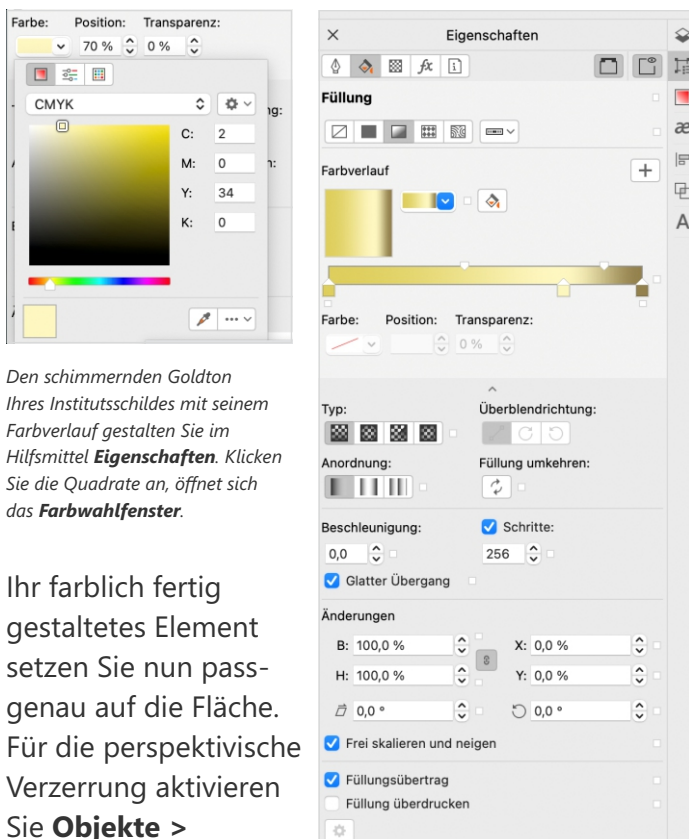 Farbe: Position: Transparenz:
70 % 0 %
CMYK
ng:
C: 2
M: 0
n:
Y: 34
K: 0
Den schimmernden Goldton
Ihres Institutsschildes mit seinem
Farbverlauf gestalten Sie im
Hilfsmittel Eigenschaften. Klicken
Sie die Quadrate an, öffnet sich
das Farbwahlfenster.
Ihr farblich fertig
gestaltetes Element
setzen Sie nun pass-
genau auf die Fläche.
Für die perspektivische
Verzerrung aktivieren
Sie Objekte >
Eigenschaften
fx
Füllung
Farbverlauf
Farbe: Position: Transparenz:
0 %
Typ: Überblendrichtung:
Anordnung: Füllung umkehren:
Beschleunigung: Schritte:
0,0 256
Glatter Übergang
Änderungen
B: 100,0 % X: 0,0 %
H: 100,0 % Y: 0,0 %
0,0 ° 0,0 °
Frei skalieren und neigen
Füllungsübertrag
Füllung überdrucken
æ
A